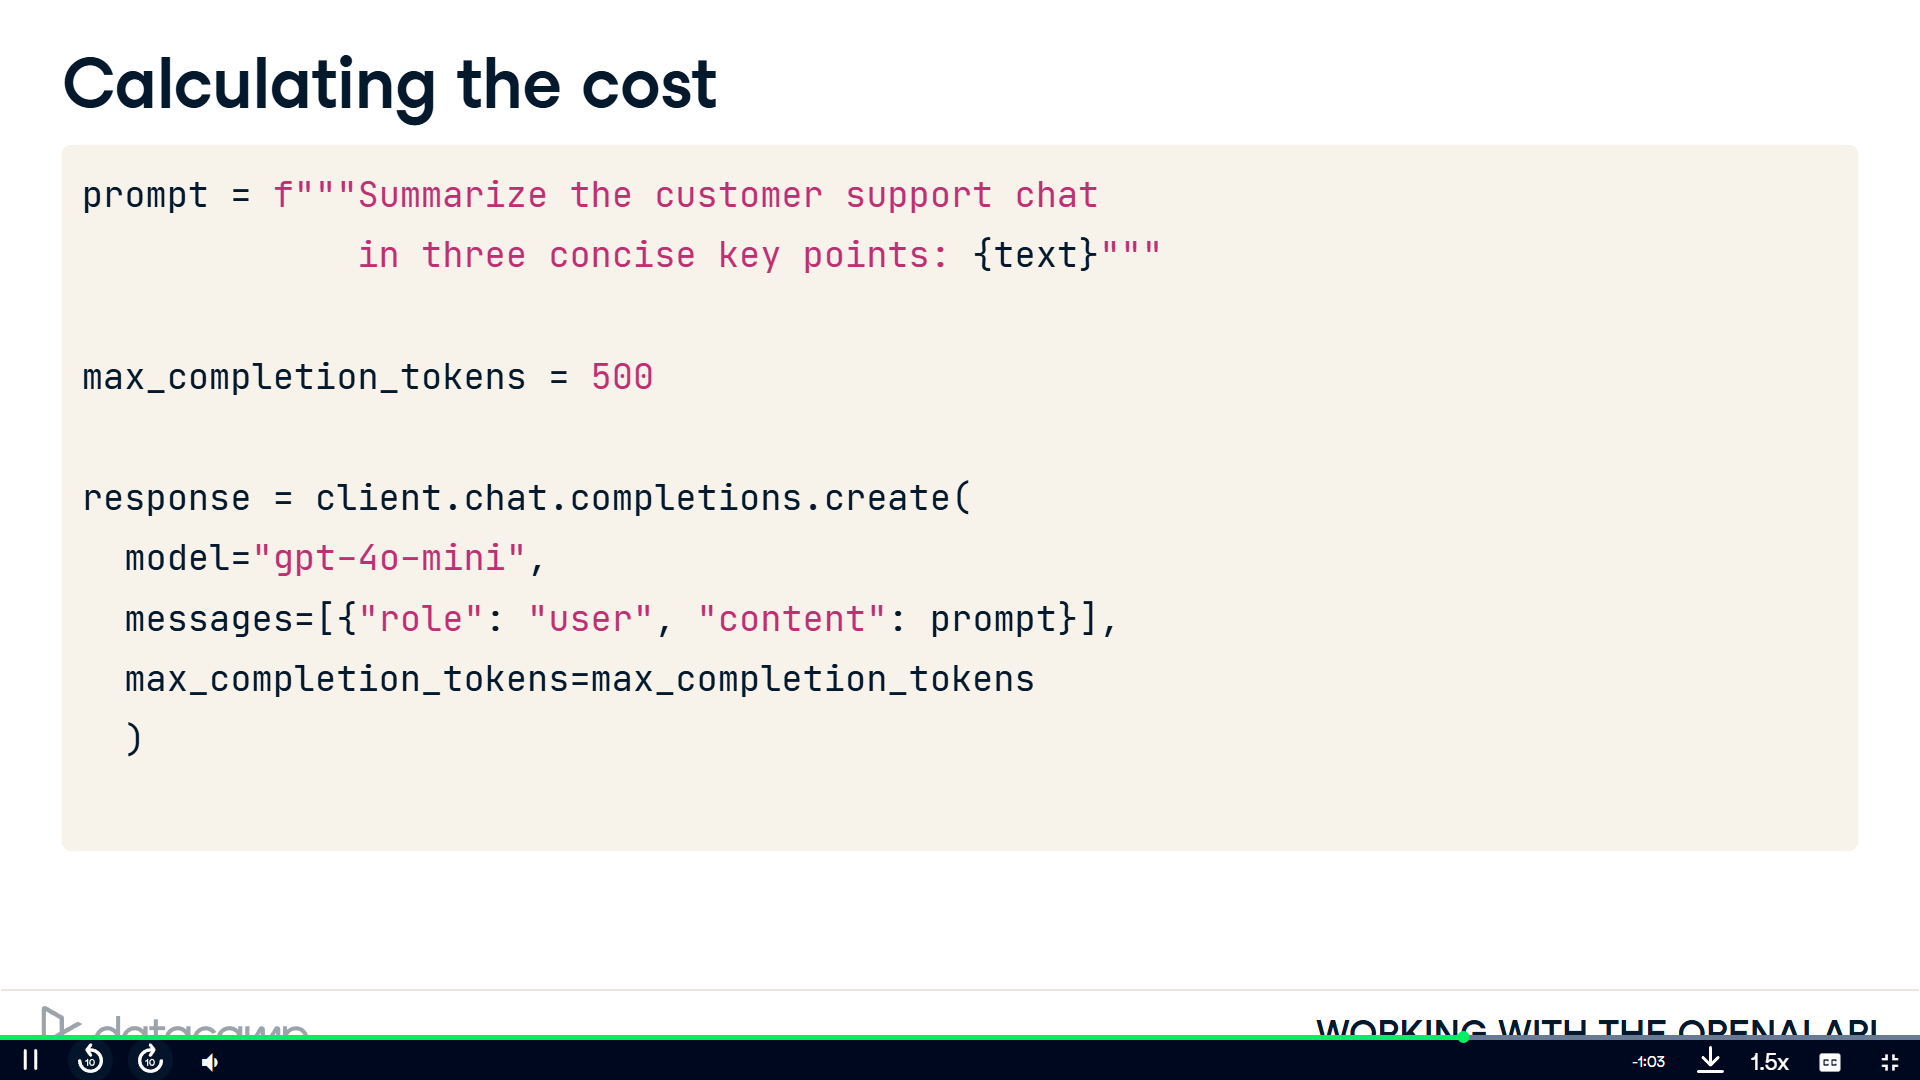 Calculating the cost
prompt = f"""Summarize the customer support chat
in three concise key points: {text}"""
max_completion_tokens = 500
response = client.chat.completions.create(
model="gpt-4o-mini",
messages=[{"role": "user", "content": prompt}],
max_completion_tokens=max_completion_tokens
)
datacamp
WORKING WITH THE OPENAI API
10
10
-1:03
1.5x
CC